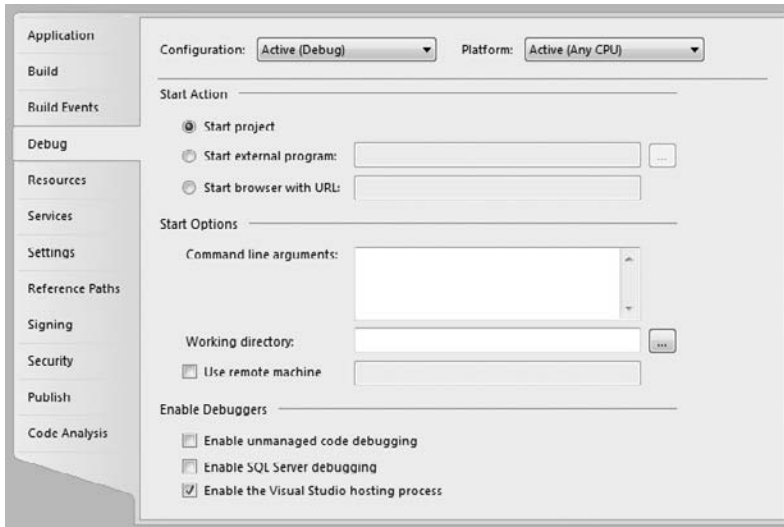 Application
Build
Build Events
Debug
Resources
Services
Settings
Reference Paths
Signing
Security
Publish
Code Analysis
Configuration: Active (Debug) Platform: Active (Any CPU)
Start Action
Start project
Start external program: ...
Start browser with URL:
Start Options
Command line arguments:
Working directory: ...
Use remote machine
Enable Debuggers
Enable unmanaged code debugging
Enable SQL Server debugging
Enable the Visual Studio hosting process